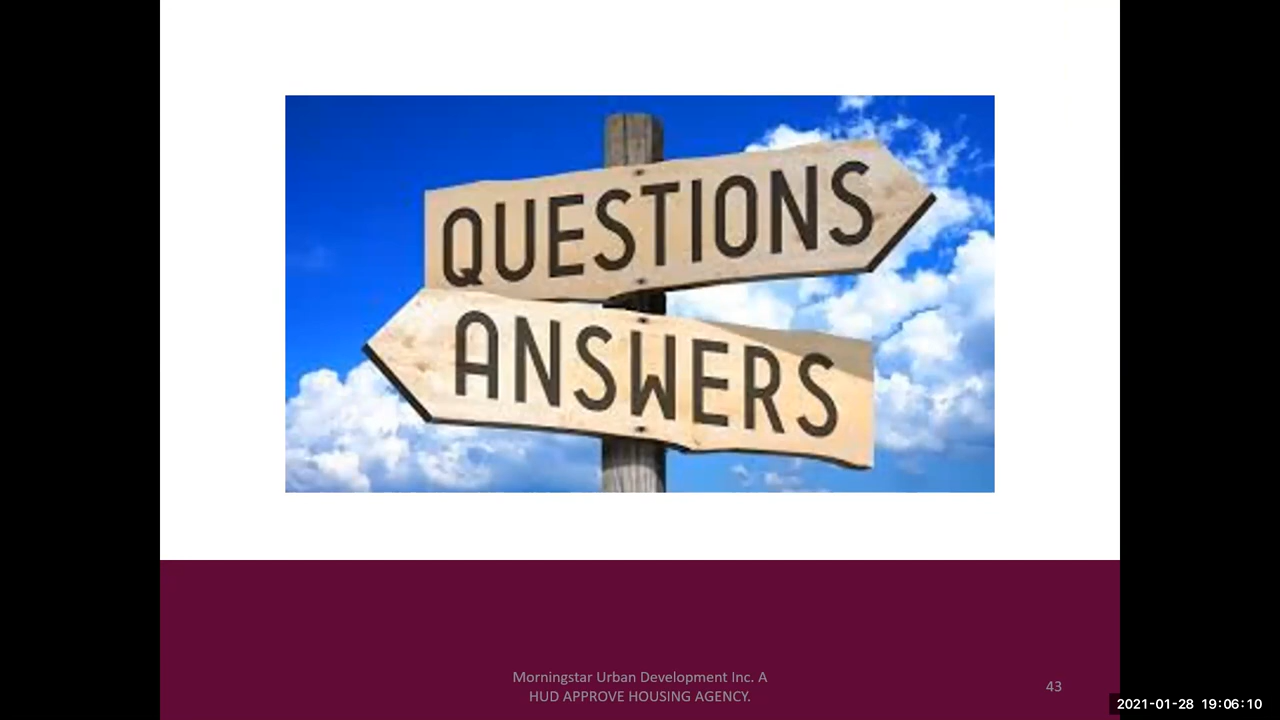 QUESTIONS
ANSWERS
Morningstar Urban Development Inc. A
HUD APPROVE HOUSING AGENCY.
43
2021-01-28 19:06:10